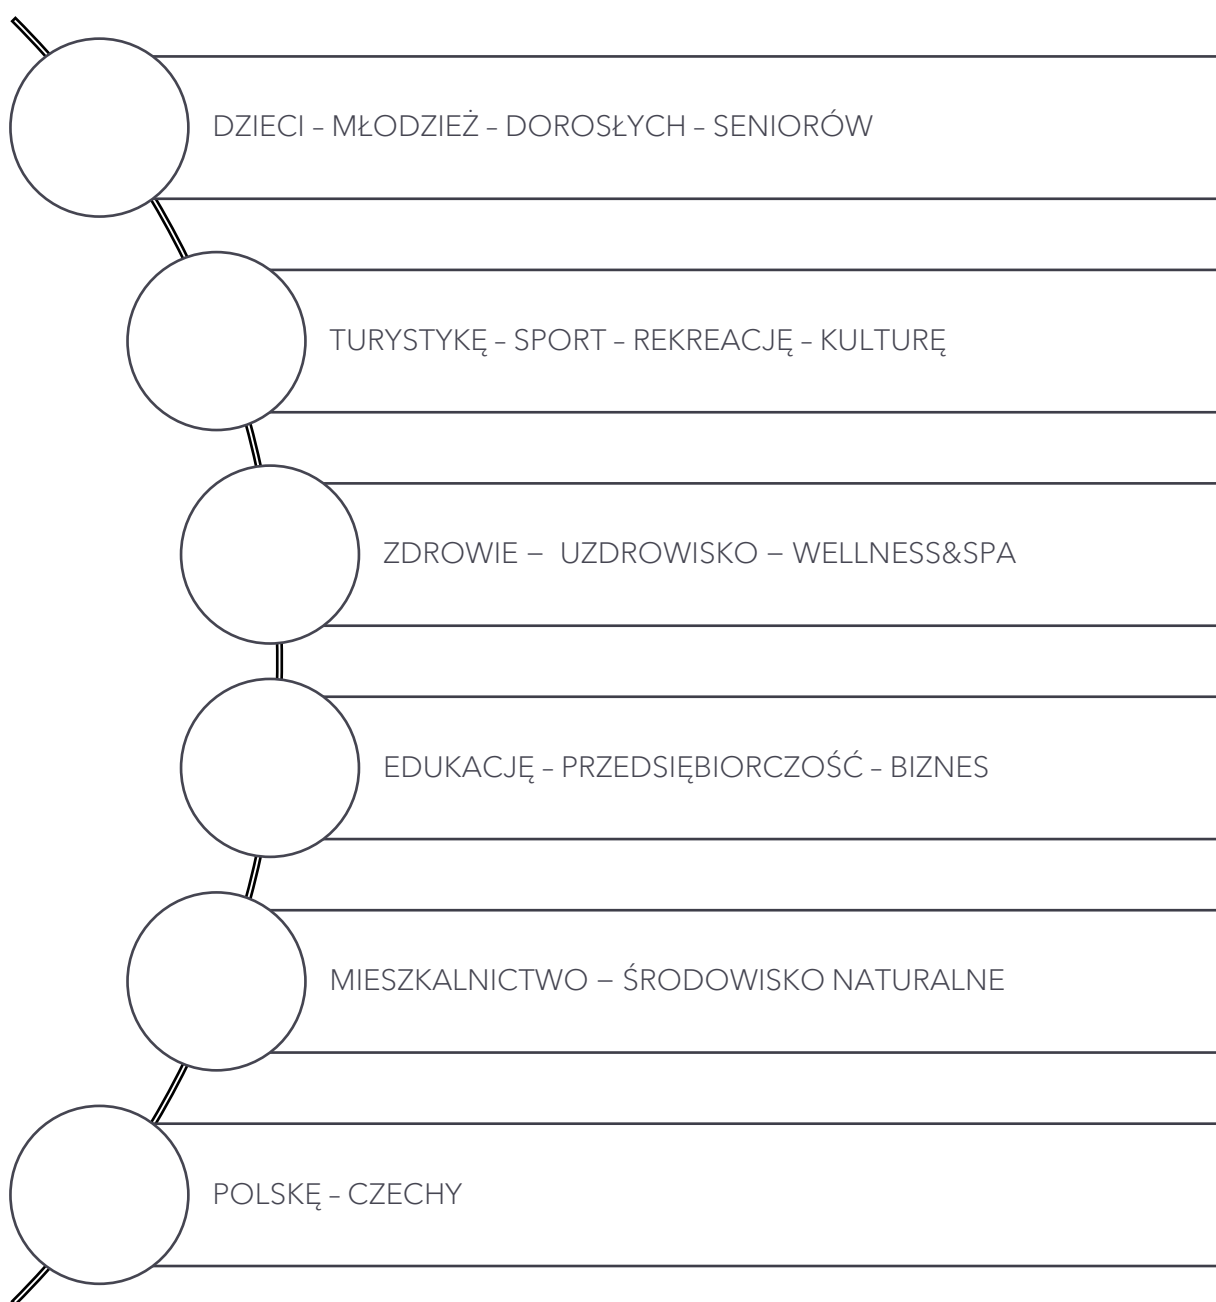 DZIECI – MŁODZIEŻ – DOROSŁYCH – SENIORÓW
TURYSTYKĘ – SPORT – REKREACJĘ – KULTURĘ
ZDROWIE – UZDROWISKO – WELLNESS&SPA
EDUKACJĘ – PRZEDSIĘBIORCZOŚĆ – BIZNES
MIESZKALNICTWO – ŚRODOWISKO NATURALNE
POLSKĘ – CZECHY